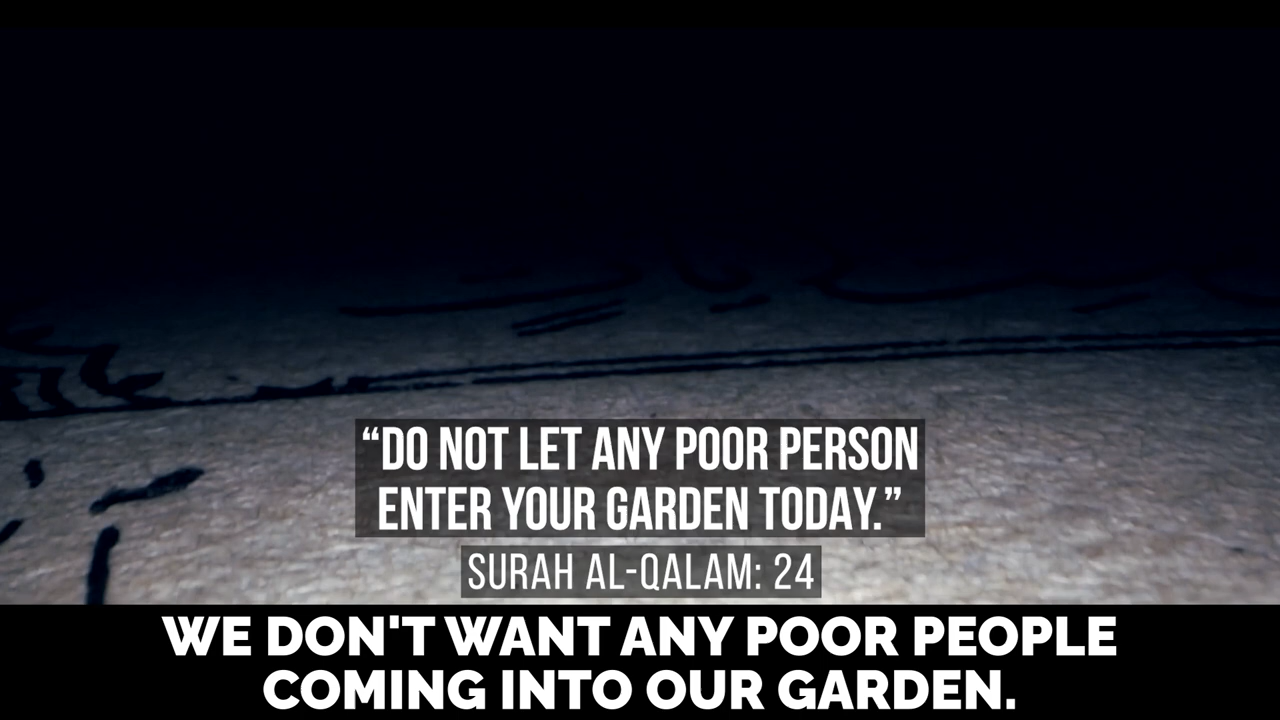 “DO NOT LET ANY POOR PERSON
ENTER YOUR GARDEN TODAY.”
SURAH AL-QALAM: 24
WE DON'T WANT ANY POOR PEOPLE
COMING INTO OUR GARDEN.